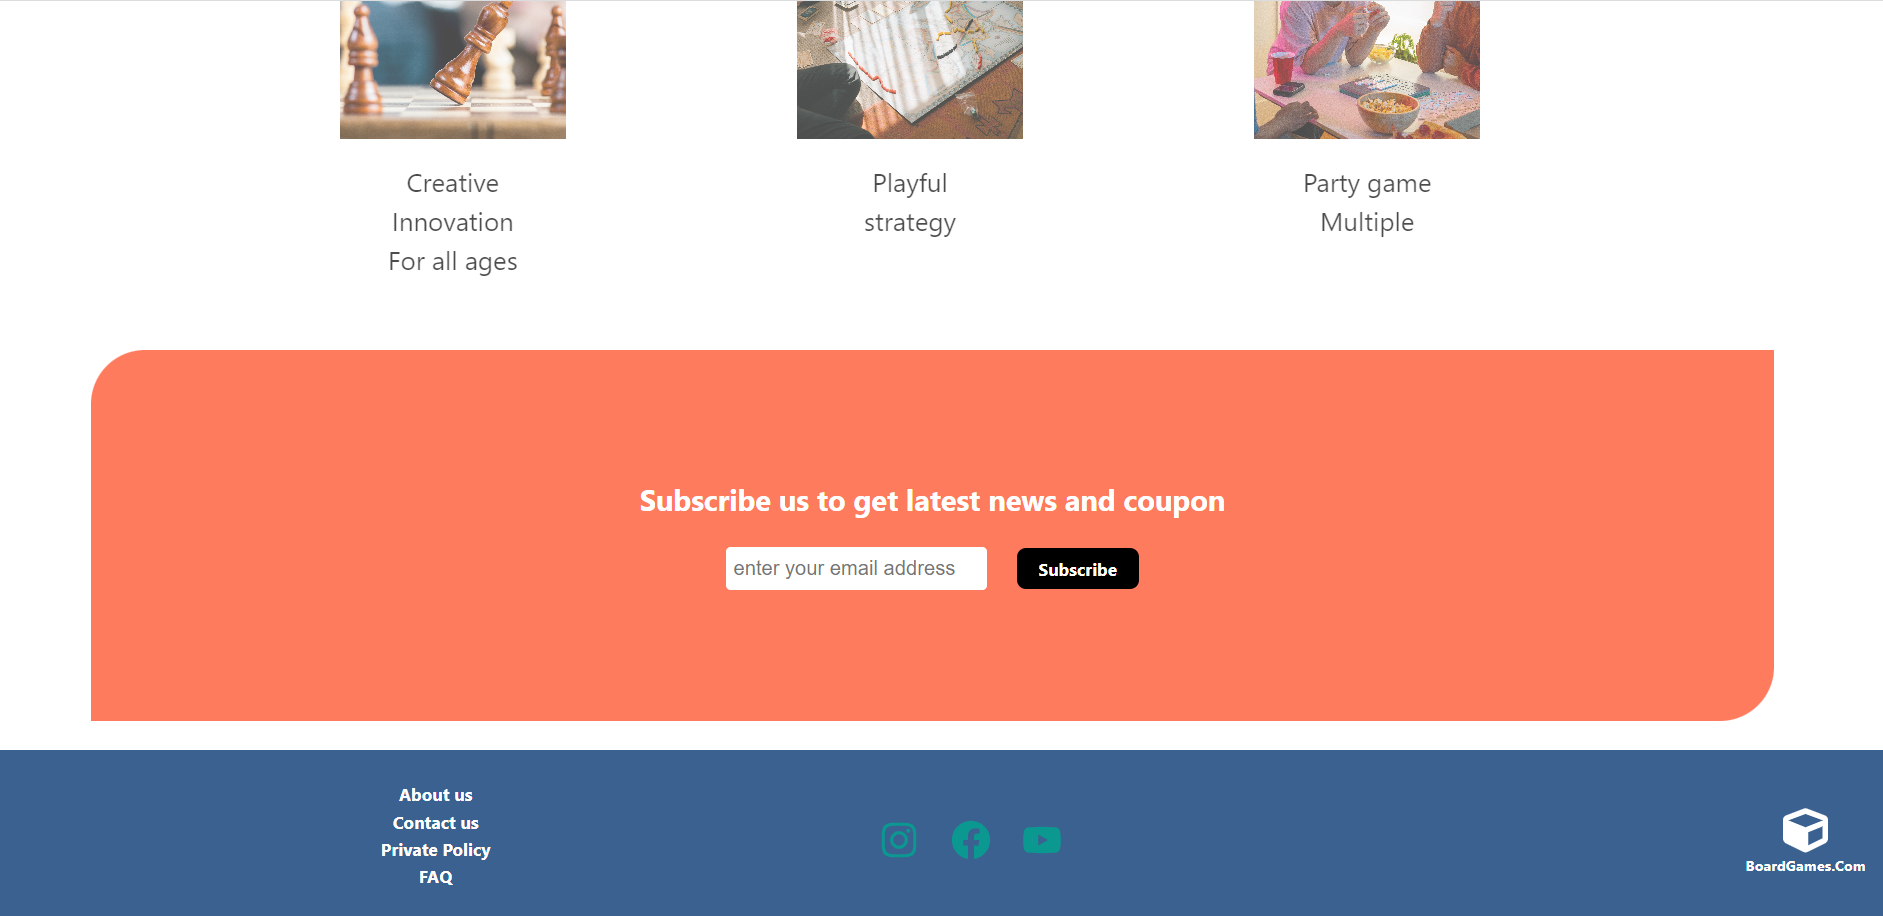 Creative
Innovation
For all ages
Playful
strategy
Party game
Multiple
Subscribe us to get latest news and coupon
enter your email address
Subscribe
About us
Contact us
Private Policy
FAQ
BoardGames.Com